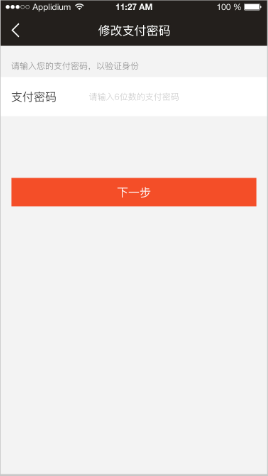 Applidium 11:27 AM 100 %
修改支付密码
请输入您的支付密码，以验证身份
支付密码 请输入6位数的支付密码
下一步